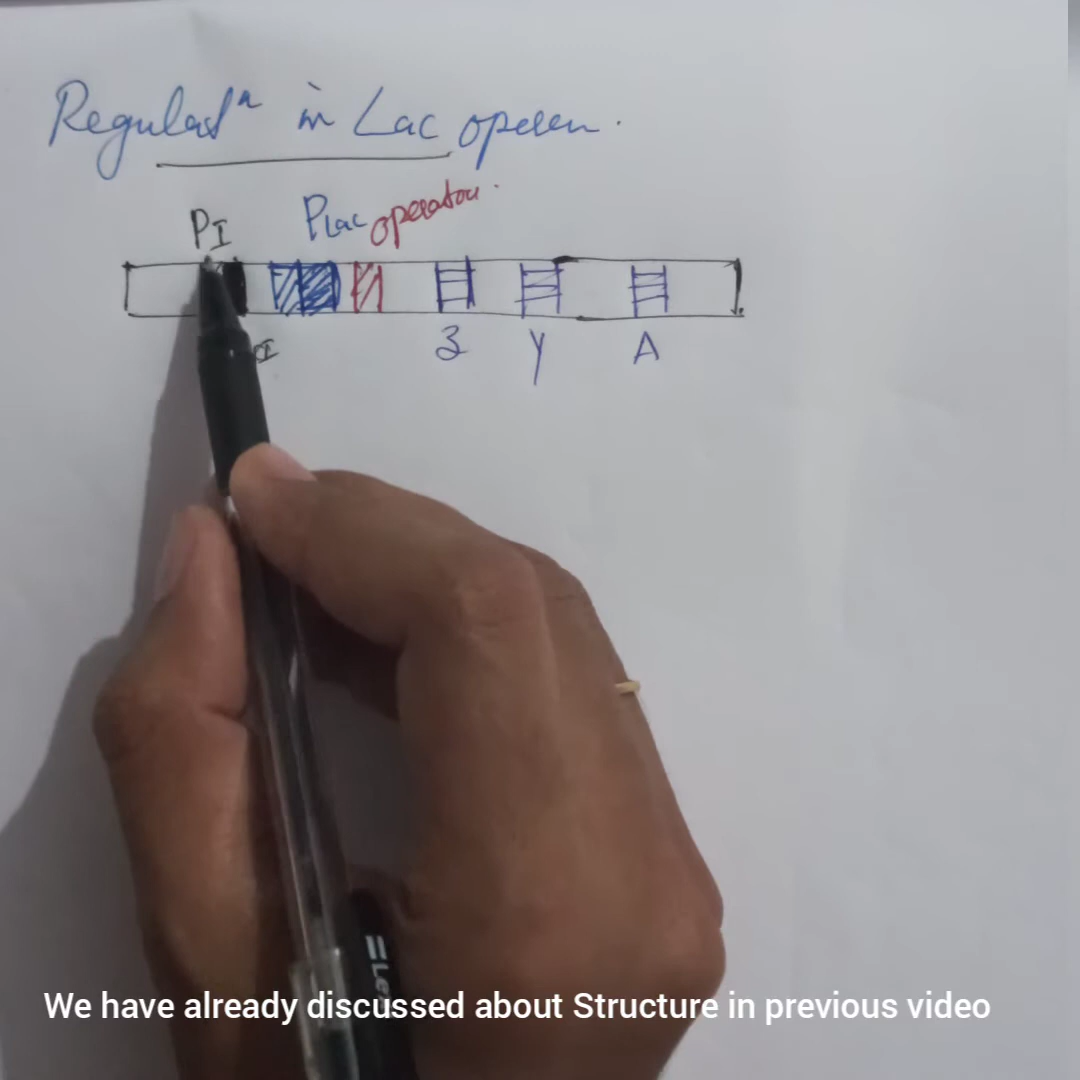 Regulatⁿ in Lac operon.
PI PLac operator
3 Y A
We have already discussed about Structure in previous video